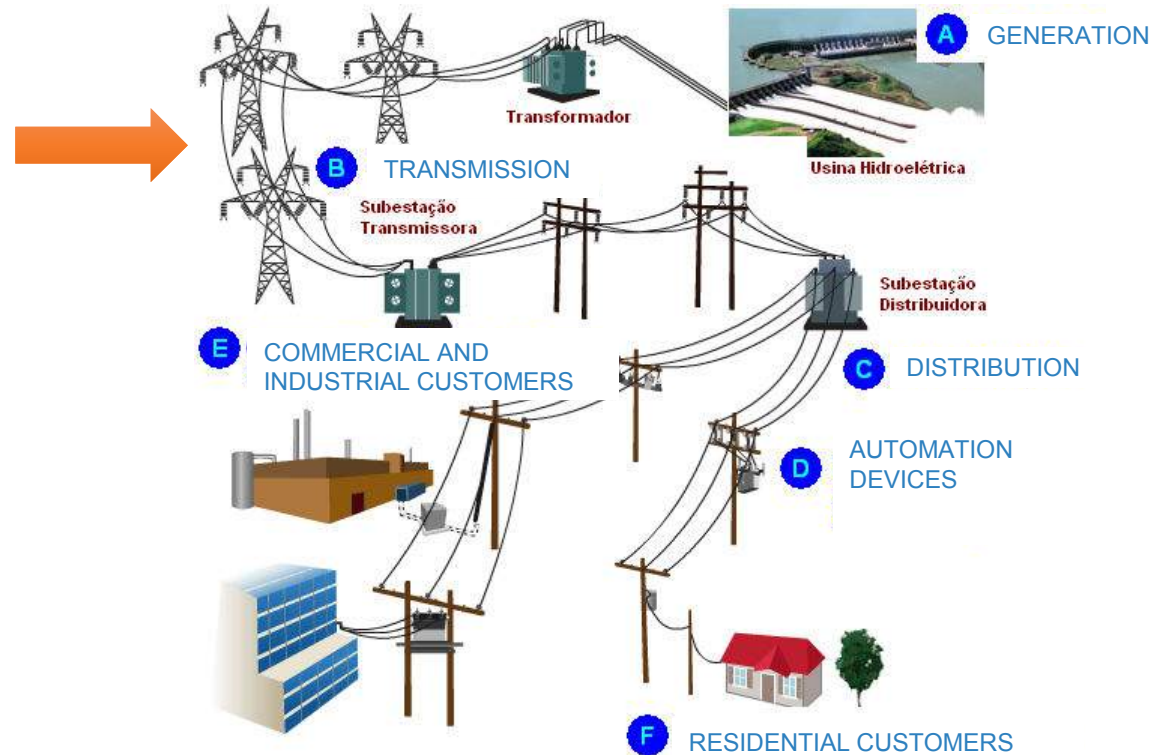 A GENERATION
Transformador
Usina Hidroelétrica
B TRANSMISSION
Subestação
Transmissora
Subestação
Distribuidora
E COMMERCIAL AND
INDUSTRIAL CUSTOMERS
C DISTRIBUTION
D AUTOMATION
DEVICES
F RESIDENTIAL CUSTOMERS